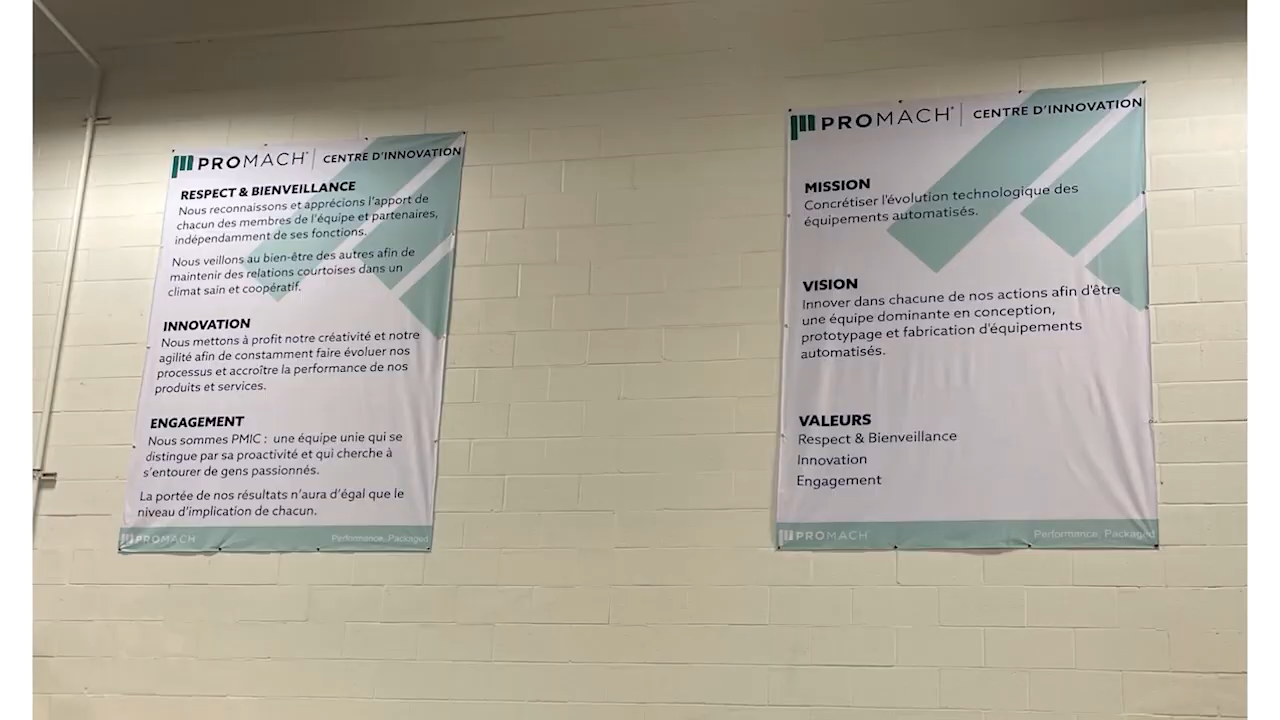 PROMACH | CENTRE D'INNOVATION
RESPECT & BIENVEILLANCE
Nous reconnaissons et apprécions l'apport de
chacun des membres de l'équipe et partenaires,
indépendamment de ses fonctions.
Nous veillons au bien-être des autres afin de
maintenir des relations courtoises dans un
climat sain et coopératif.
INNOVATION
Nous mettons à profit notre créativité et notre
agilité afin de constamment faire évoluer nos
processus et accroître la performance de nos
produits et services.
ENGAGEMENT
Nous sommes PMIC : une équipe unie qui se
distingue par sa proactivité et qui cherche à
s'entourer de gens passionnés.
La portée de nos résultats n'aura d'égal que le
niveau d'implication de chacun.
PROMACH Performance, Packaged
PROMACH | CENTRE D'INNOVATION
MISSION
Concrétiser l'évolution technologique des
équipements automatisés.
VISION
Innover dans chacune de nos actions afin d'être
une équipe dominante en conception,
prototypage et fabrication d'équipements
automatisés.
VALEURS
Respect & Bienveillance
Innovation
Engagement
PROMACH Performance, Packaged